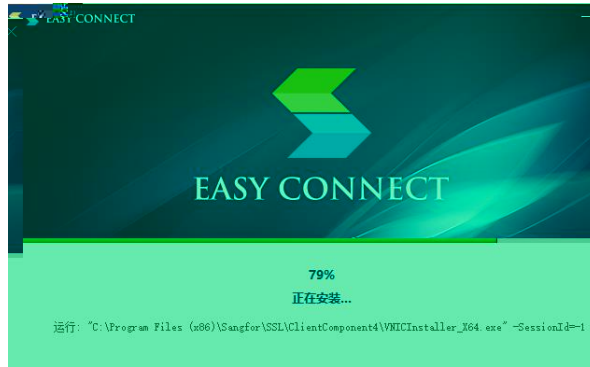 EASY CONNECT
EASY CONNECT
79%
正在安装...
运行: "C:\Program Files (x86)\Sangfor\SSL\ClientComponent4\VNICInstaller_X64.exe" -SessionId=-1